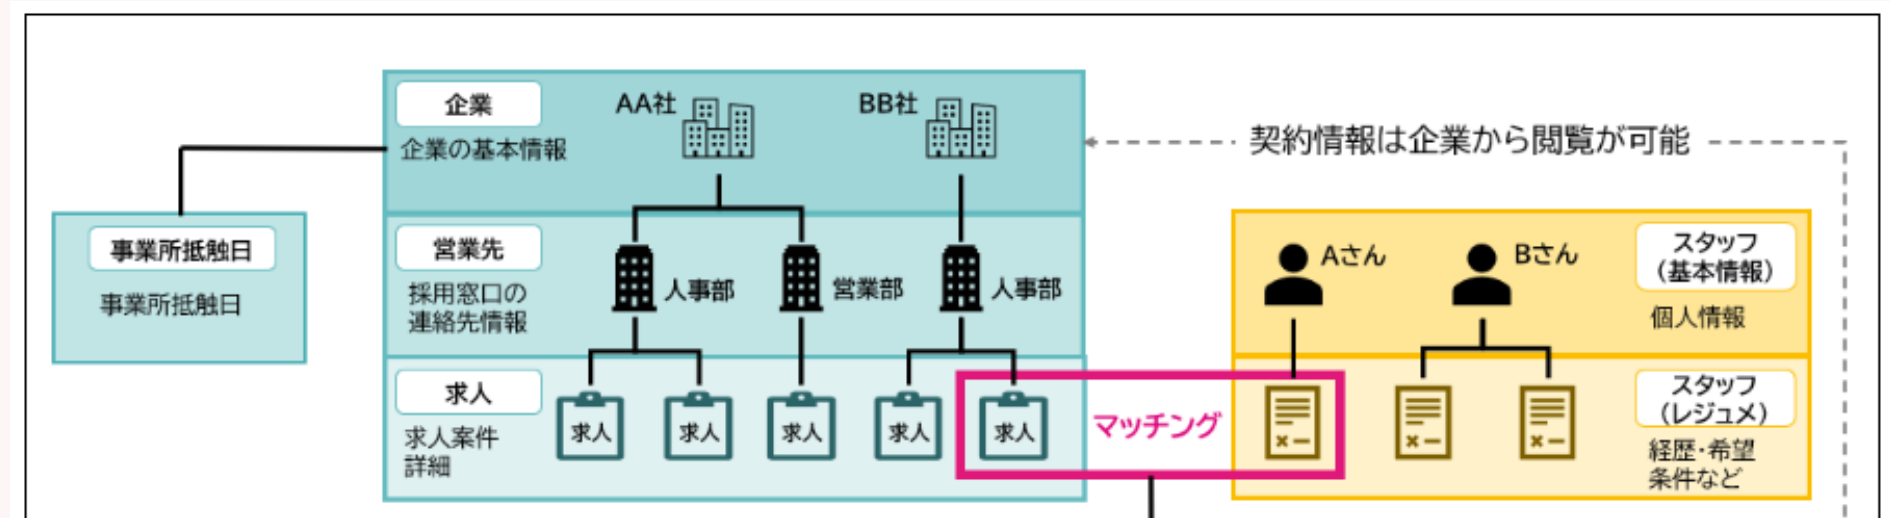 企業
AA社
BB社
企業の基本情報
契約情報は企業から閲覧が可能
事業所抵触日
事業所抵触日
営業先
採用窓口の
連絡先情報
人事部
営業部
人事部
Aさん
Bさん
スタッフ
（基本情報）
個人情報
求人
求人案件
詳細
求人
求人
求人
求人
求人
マッチング
スタッフ
（レジュメ）
経歴・希望
条件など